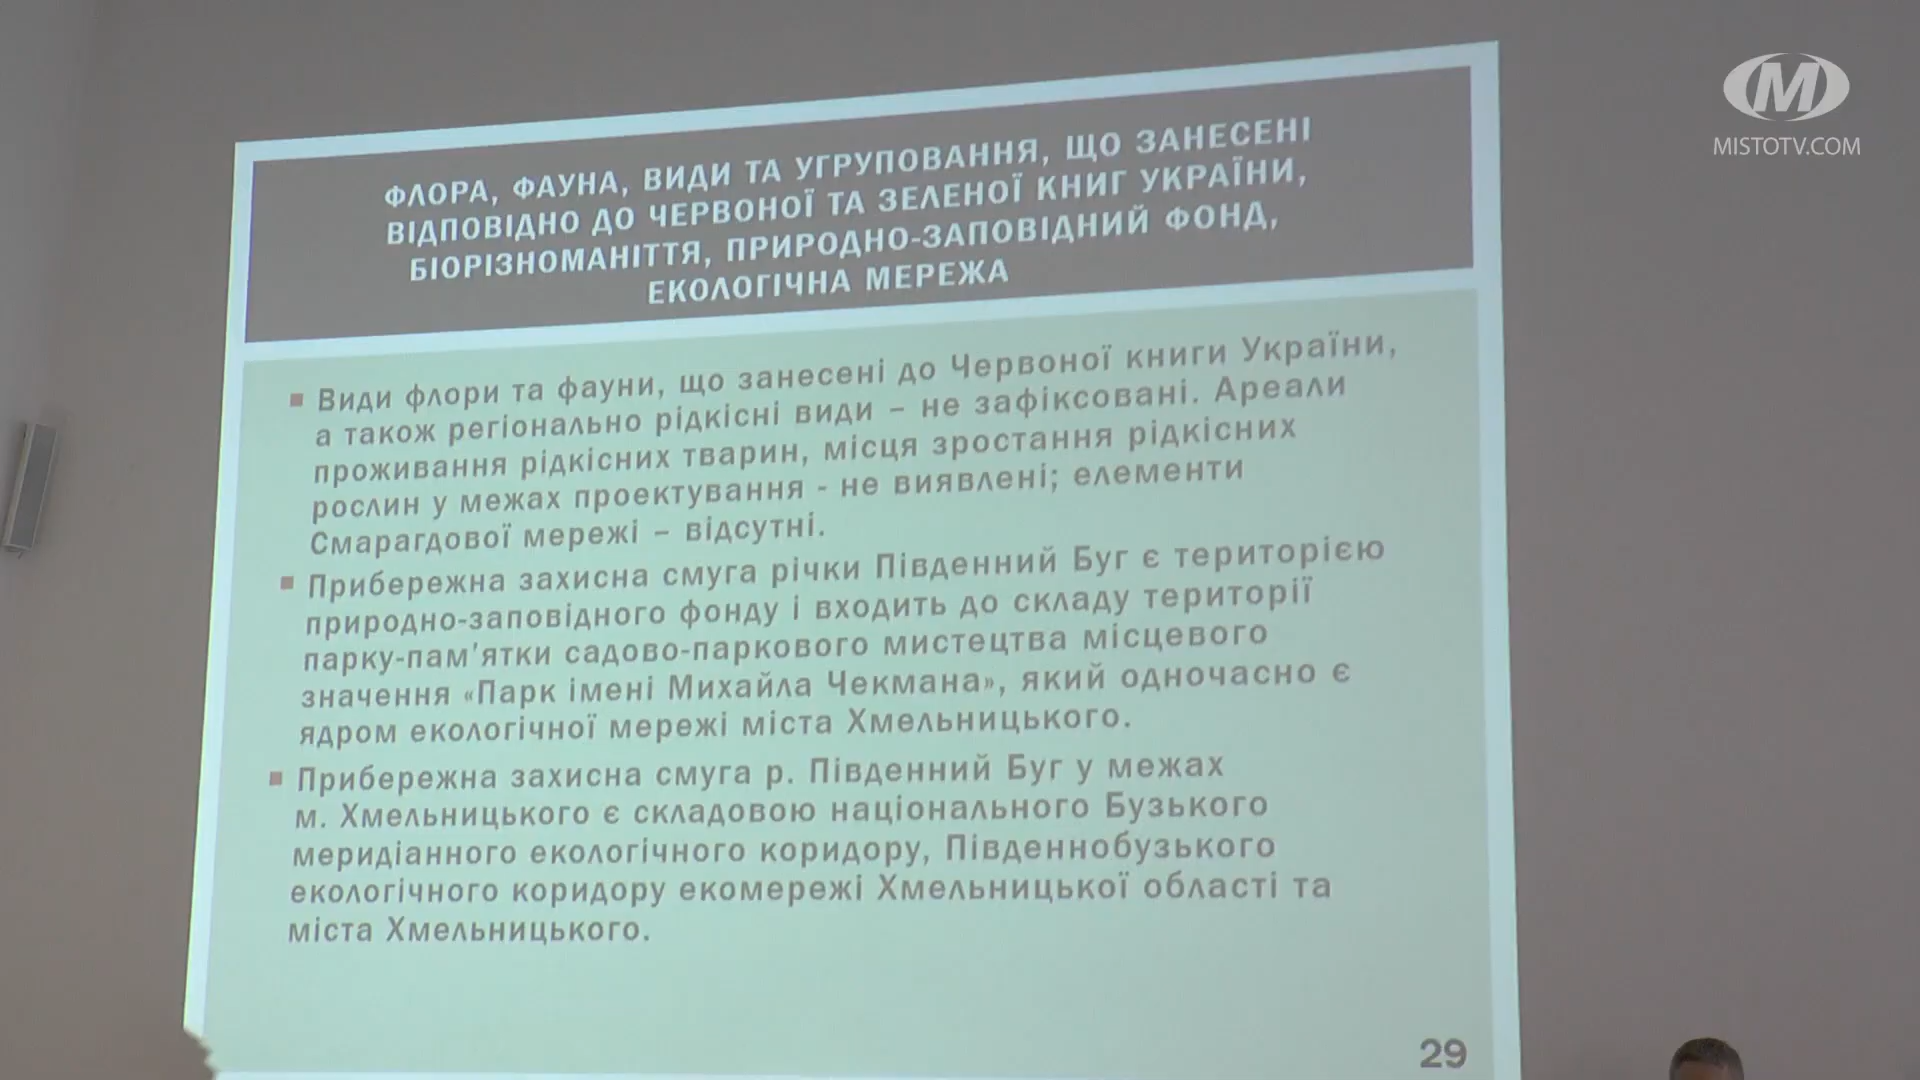 M
MISTOTV.COM
ФЛОРА, ФАУНА, ВИДИ ТА УГРУПОВАННЯ, ЩО ЗАНЕСЕНІ
ВІДПОВІДНО ДО ЧЕРВОНОЇ ТА ЗЕЛЕНОЇ КНИГ УКРАЇНИ,
БІОРІЗНОМАНІТТЯ, ПРИРОДНО-ЗАПОВІДНИЙ ФОНД,
ЕКОЛОГІЧНА МЕРЕЖА
▪ Види флори та фауни, що занесені до Червоної книги України,
а також регіонально рідкісні види – не зафіксовані. Ареали
проживання рідкісних тварин, місця зростання рідкісних
рослин у межах проектування - не виявлені; елементи
Смарагдової мережі – відсутні.
▪ Прибережна захисна смуга річки Південний Буг є територією
природно-заповідного фонду і входить до складу території
парку-пам’ятки садово-паркового мистецтва місцевого
значення «Парк імені Михайла Чекмана», який одночасно є
ядром екологічної мережі міста Хмельницького.
▪ Прибережна захисна смуга р. Південний Буг у межах
м. Хмельницького є складовою національного Бузького
меридіанного екологічного коридору, Південнобузького
екологічного коридору екомережі Хмельницької області та
міста Хмельницького.
29